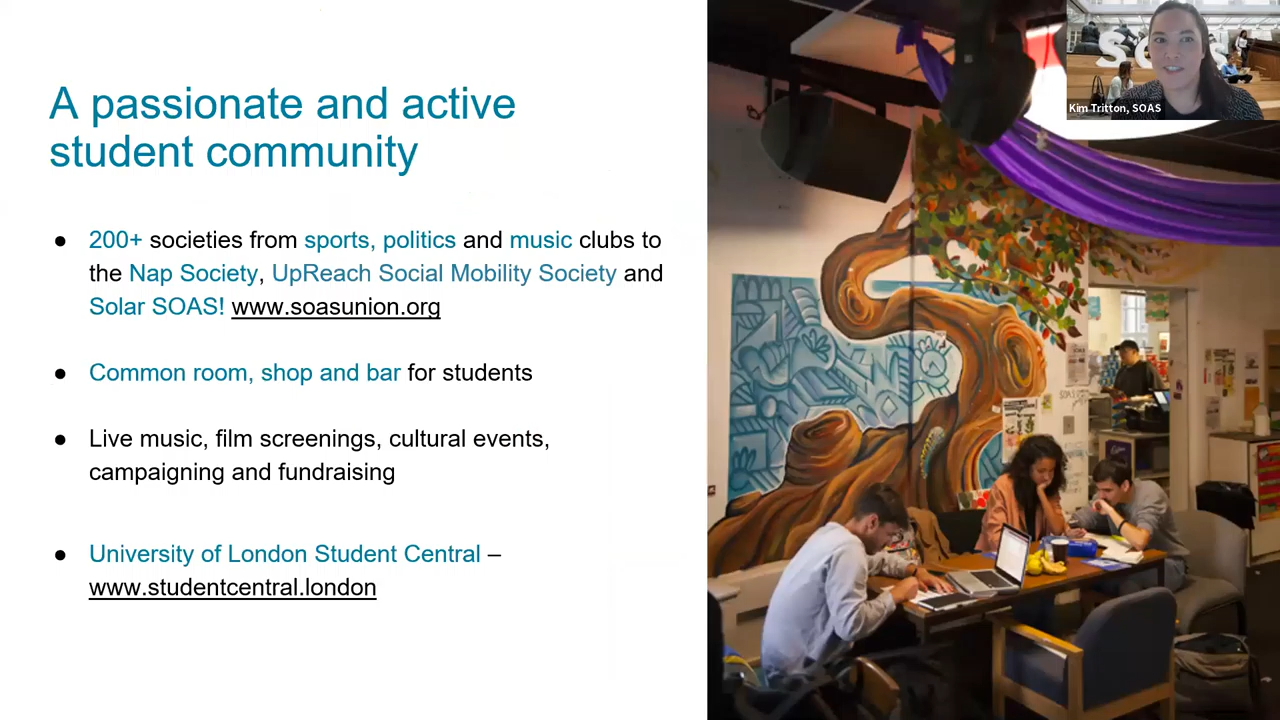 A passionate and active
student community
● 200+ societies from sports, politics and music clubs to
the Nap Society, UpReach Social Mobility Society and
Solar SOAS! www.soasunion.org
● Common room, shop and bar for students
● Live music, film screenings, cultural events,
campaigning and fundraising
● University of London Student Central –
www.studentcentral.london
Kim Tritton, SOAS